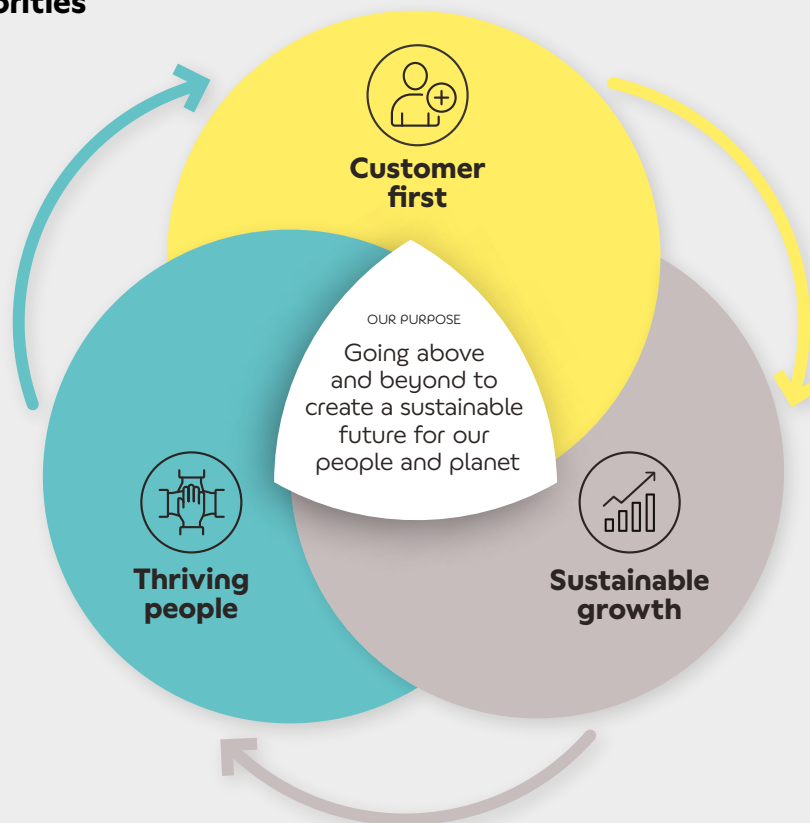 Customer
first
OUR PURPOSE
Going above
and beyond to
create a sustainable
future for our
people and planet
Thriving
people
Sustainable
growth